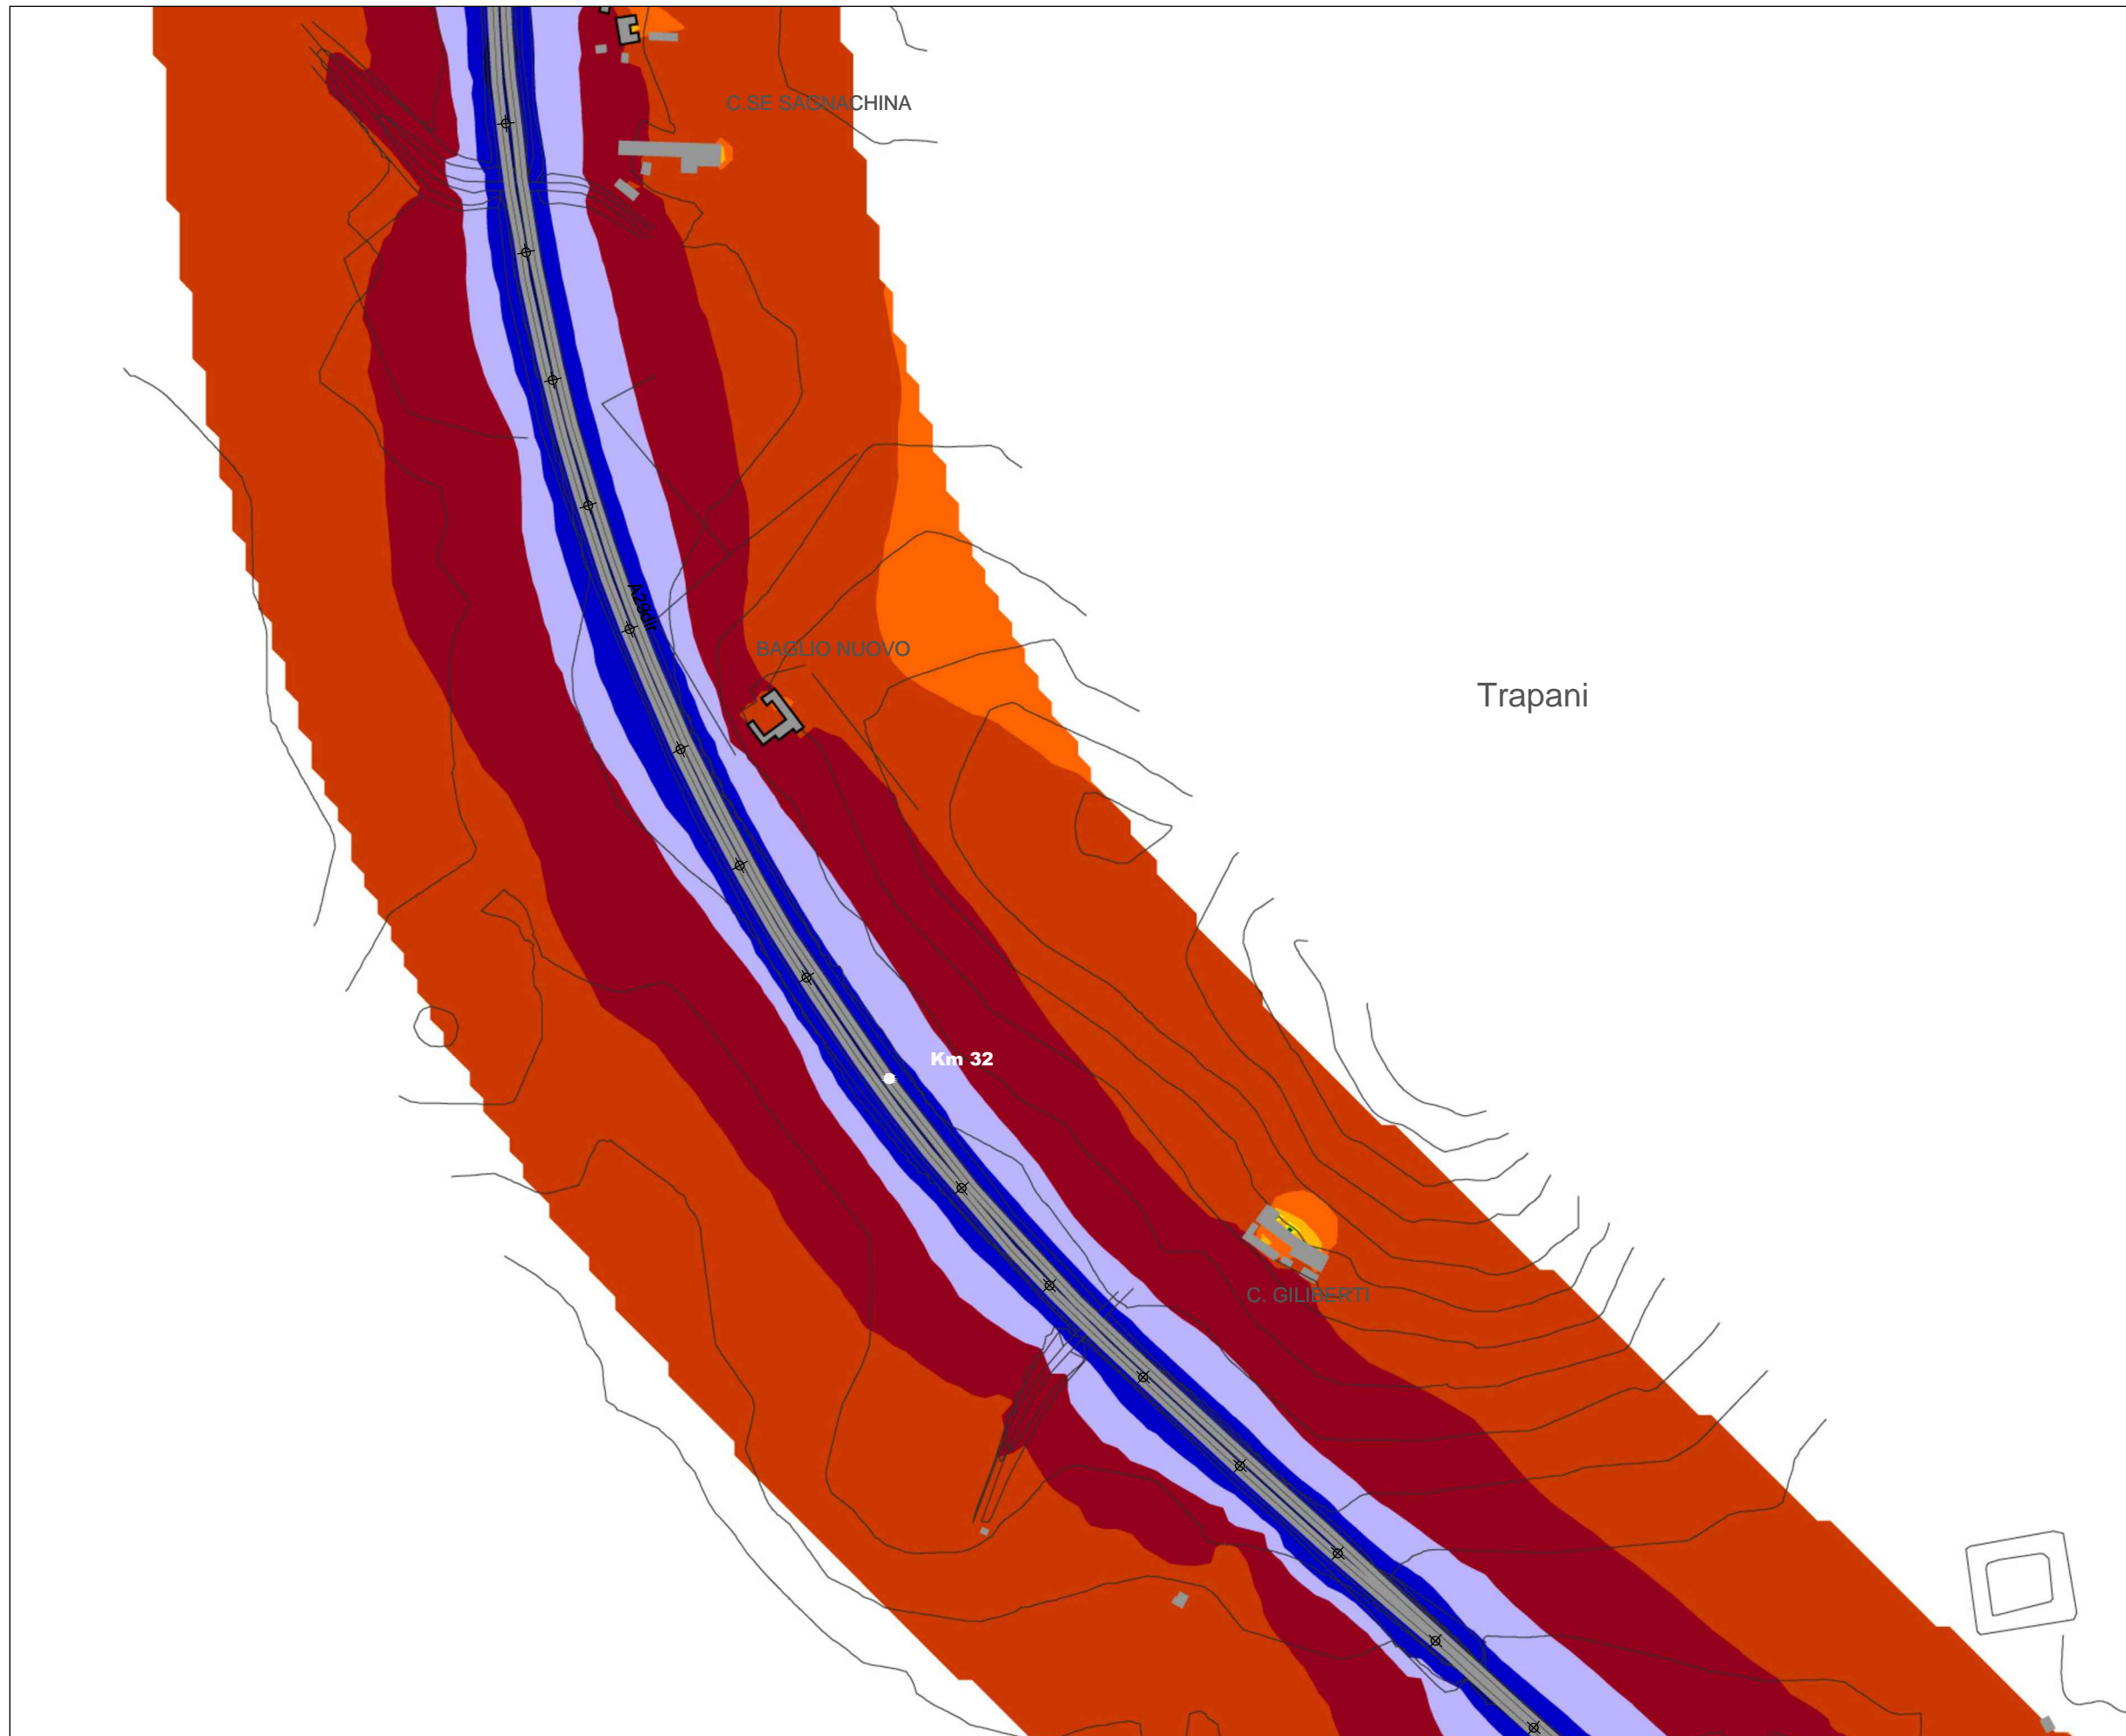 C.SE SAGNACHINA
A29dir
BAGLIO NUOVO
Trapani
Km 32
C. GILIBERTI